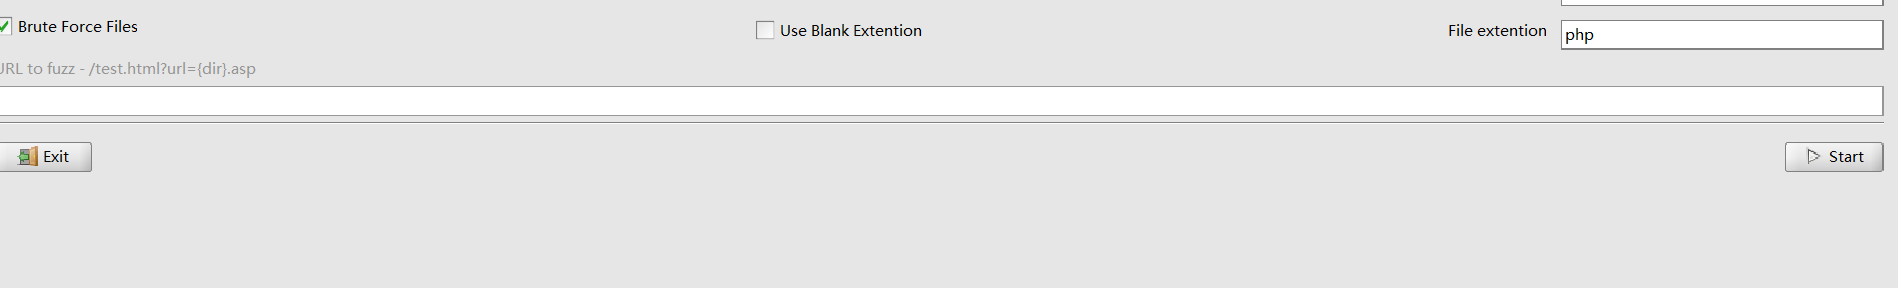 Brute Force Files
Use Blank Extention
File extention
php
URL to fuzz - /test.html?url={dir}.asp
Exit
Start